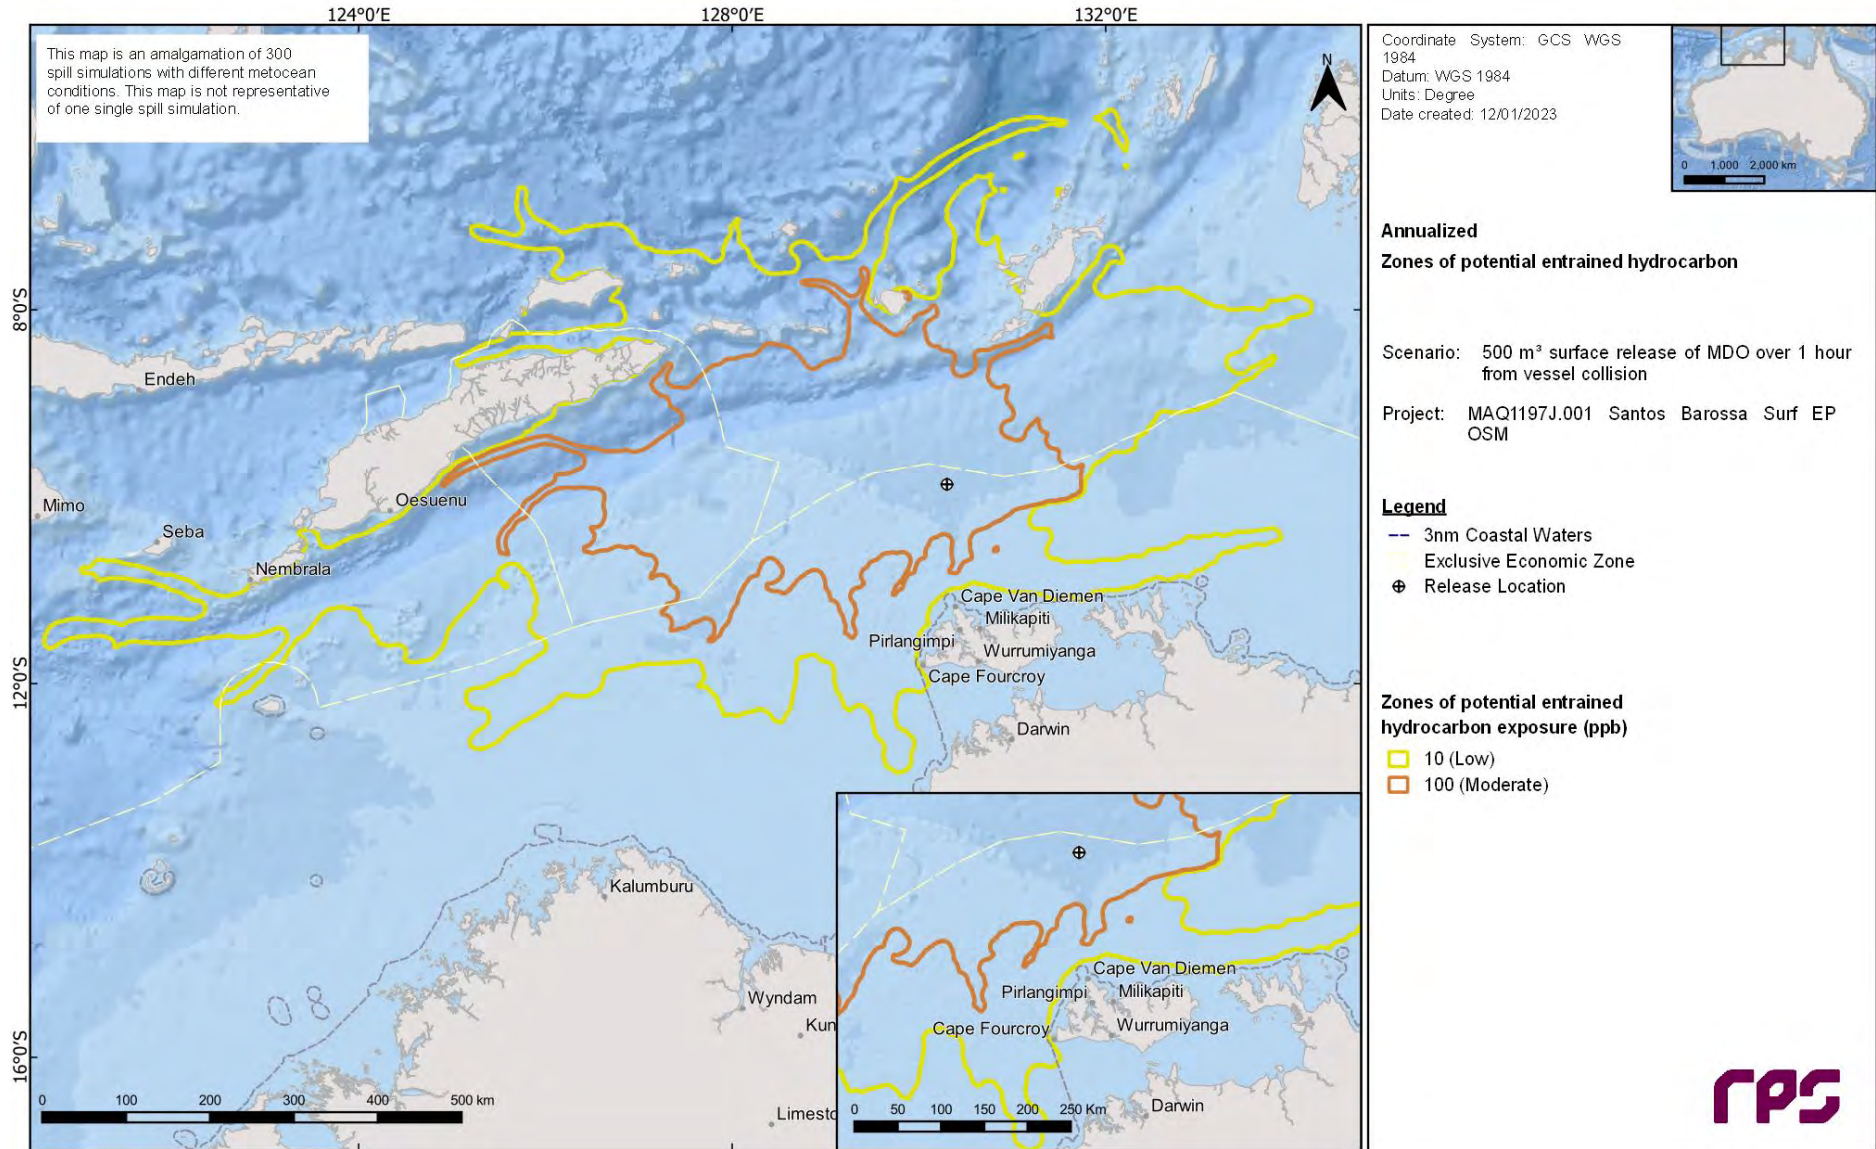 124°0'E
128°0'E
132°0'E
This map is an amalgamation of 300
spill simulations with different metocean
conditions. This map is not representative
of one single spill simulation.
N
8°0'S
12°0'S
16°0'S
Endeh
Mimo
Seba
Oesuenu
Nembrala
Cape Van Diemen
Milikapiti
Pirlangimpi
Wurrumiyanga
Cape Fourcroy
Darwin
Kalumburu
Wyndam
Kun
Limesto
0 100 200 300 400 500 km
Cape Van Diemen
Pirlangimpi
Milikapiti
Cape Fourcroy
Wurrumiyanga
Darwin
0 50 100 150 200 250 Km
Coordinate System: GCS WGS
1984
Datum: WGS 1984
Units: Degree
Date created: 12/01/2023
0 1,000 2,000 km
Annualized
Zones of potential entrained hydrocarbon
Scenario: 500 m³ surface release of MDO over 1 hour
from vessel collision
Project: MAQ1197J.001 Santos Barossa Surf EP
OSM
Legend
3nm Coastal Waters
Exclusive Economic Zone
Release Location
Zones of potential entrained
hydrocarbon exposure (ppb)
10 (Low)
100 (Moderate)
rps